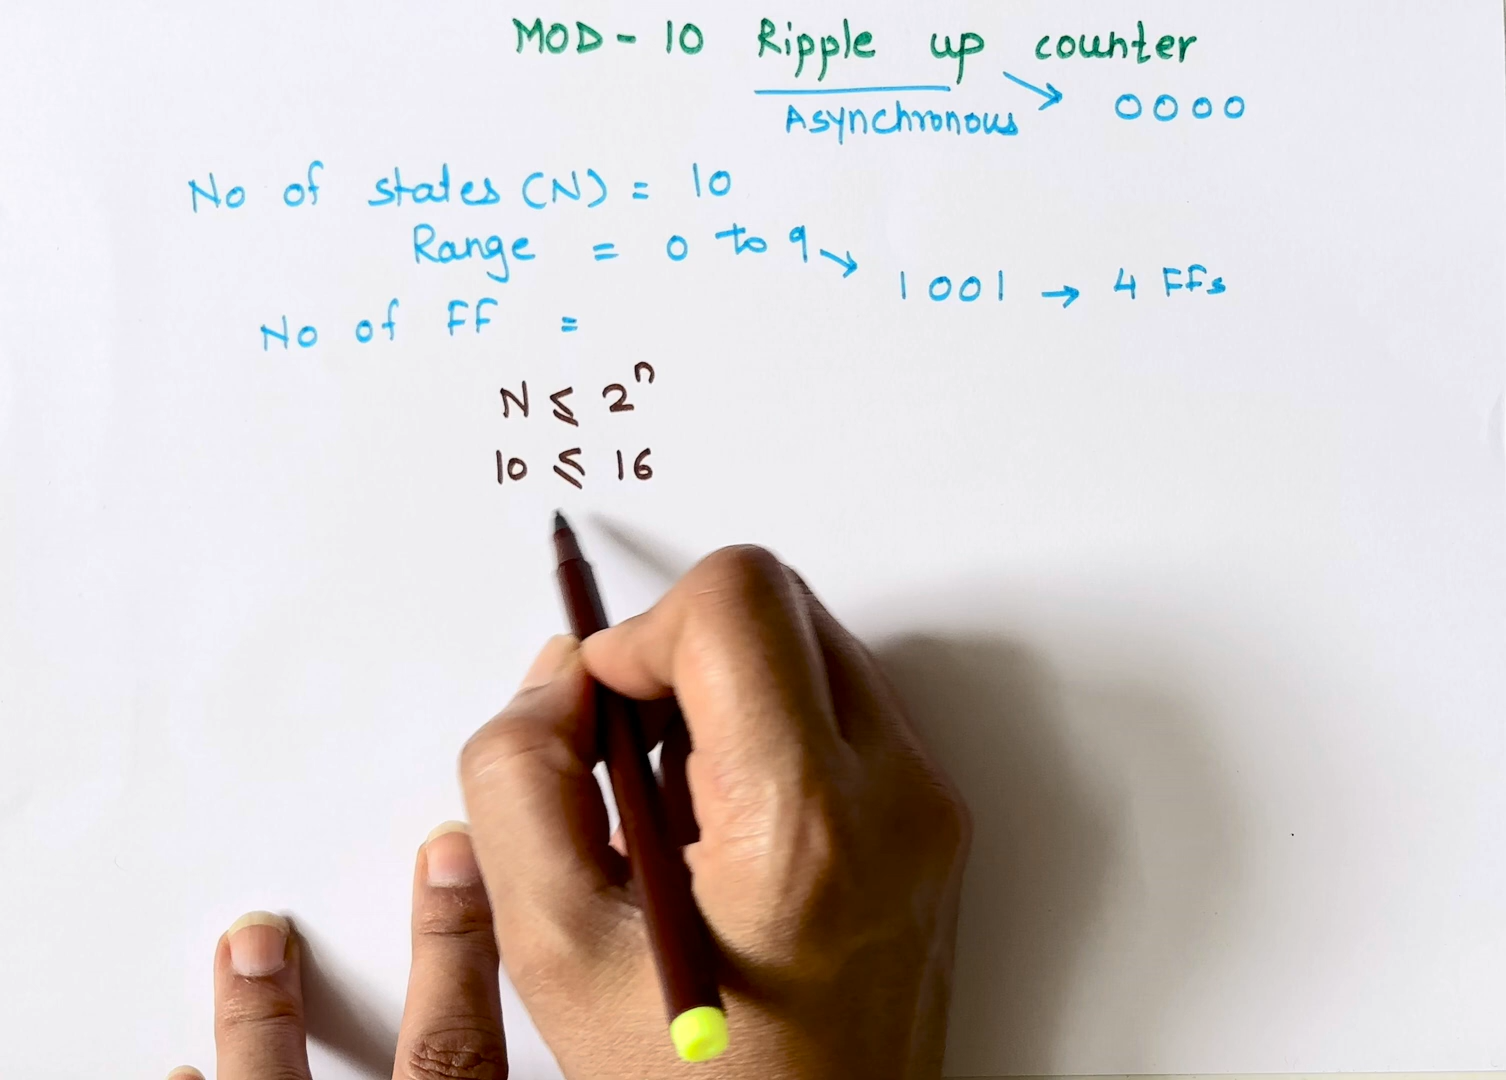 MOD - 10 Ripple up counter
Asynchronous → 0000
No of states (N) = 10
Range = 0 to 9 → 1001 → 4 FFs
No of FF =
N ≤ 2ⁿ
10 ≤ 16